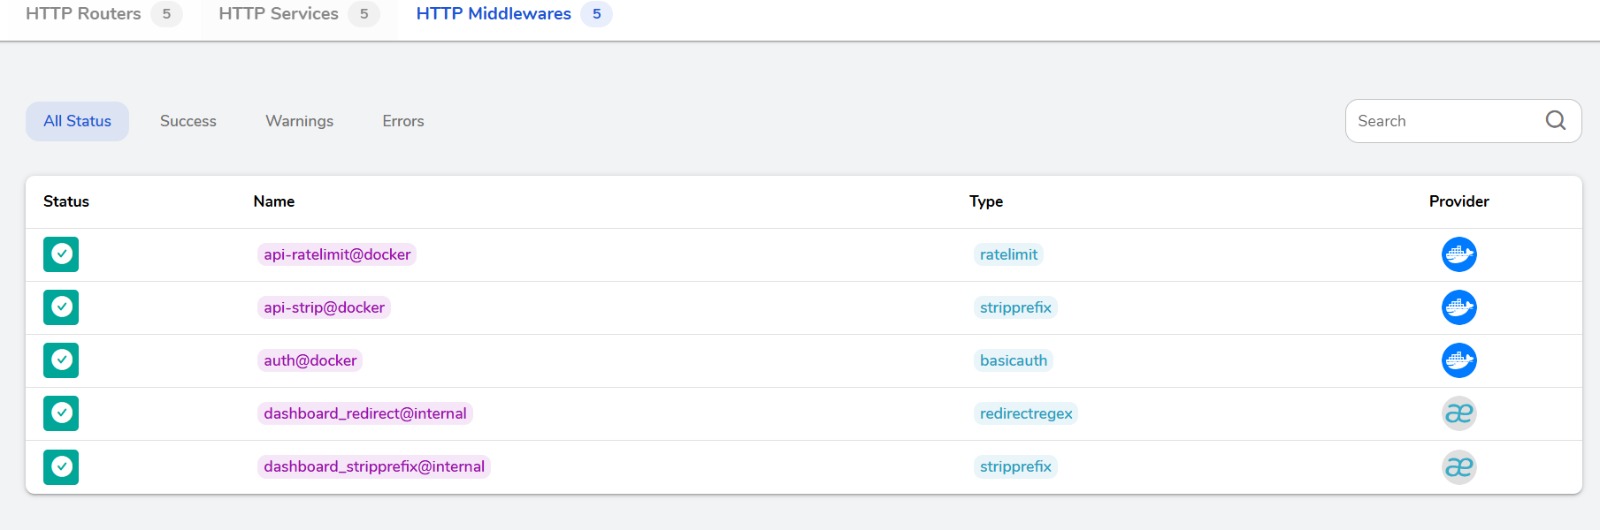 HTTP Routers 5 HTTP Services 5 HTTP Middlewares 5
All Status Success Warnings Errors Search
Status Name Type Provider
api-ratelimit@docker ratelimit
api-strip@docker stripprefix
auth@docker basicauth
dashboard_redirect@internal redirectregex æ
dashboard_stripprefix@internal stripprefix æ